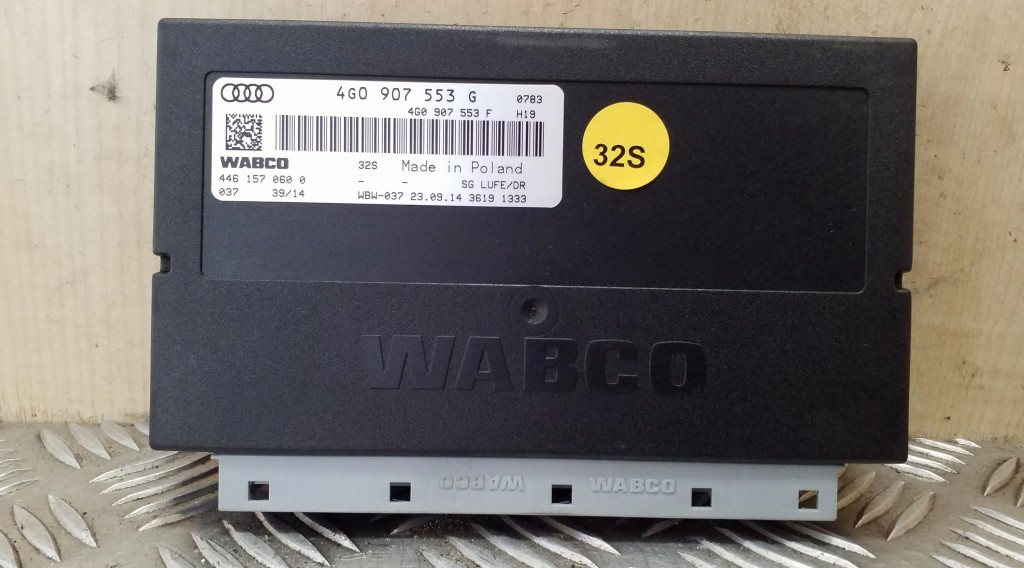 4G0 907 553 G 0783
4G0 907 553 F H19
WABCO 32S Made in Poland
446 157 060 0 - - SG LUFE/DR
037 39/14 WBW-037 23.09.14 3619 1333
32S
WABCO
WABCO WABCO